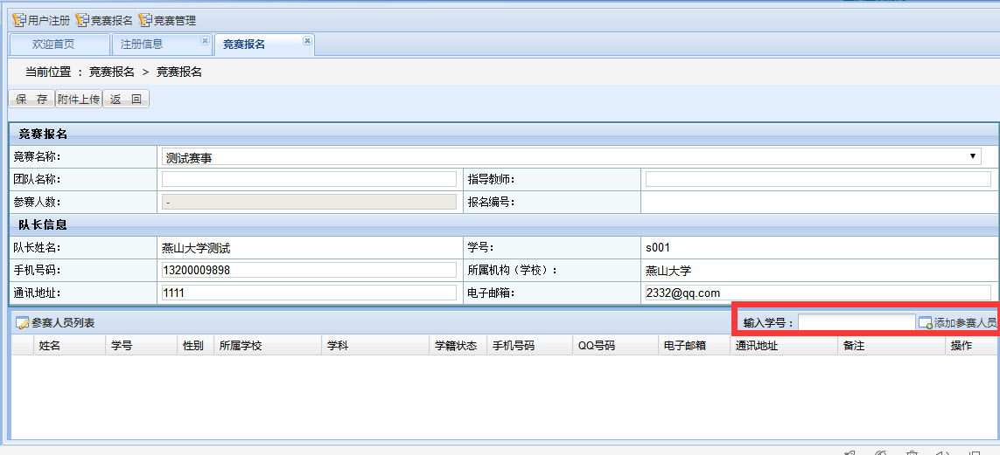 用户注册 竞赛报名 竞赛管理
欢迎首页 注册信息 竞赛报名
当前位置 : 竞赛报名 > 竞赛报名
保 存 附件上传 返 回
竞赛报名
竞赛名称: 测试赛事
团队名称: 指导教师:
参赛人数: - 报名编号:
队长信息
队长姓名: 燕山大学测试 学号: s001
手机号码: 13200009898 所属机构（学校）: 燕山大学
通讯地址: 1111 电子邮箱: 2332@qq.com
参赛人员列表 输入学号: 添加参赛人员
姓名 学号 性别 所属学校 学科 学籍状态 手机号码 QQ号码 电子邮箱 通讯地址 备注 操作